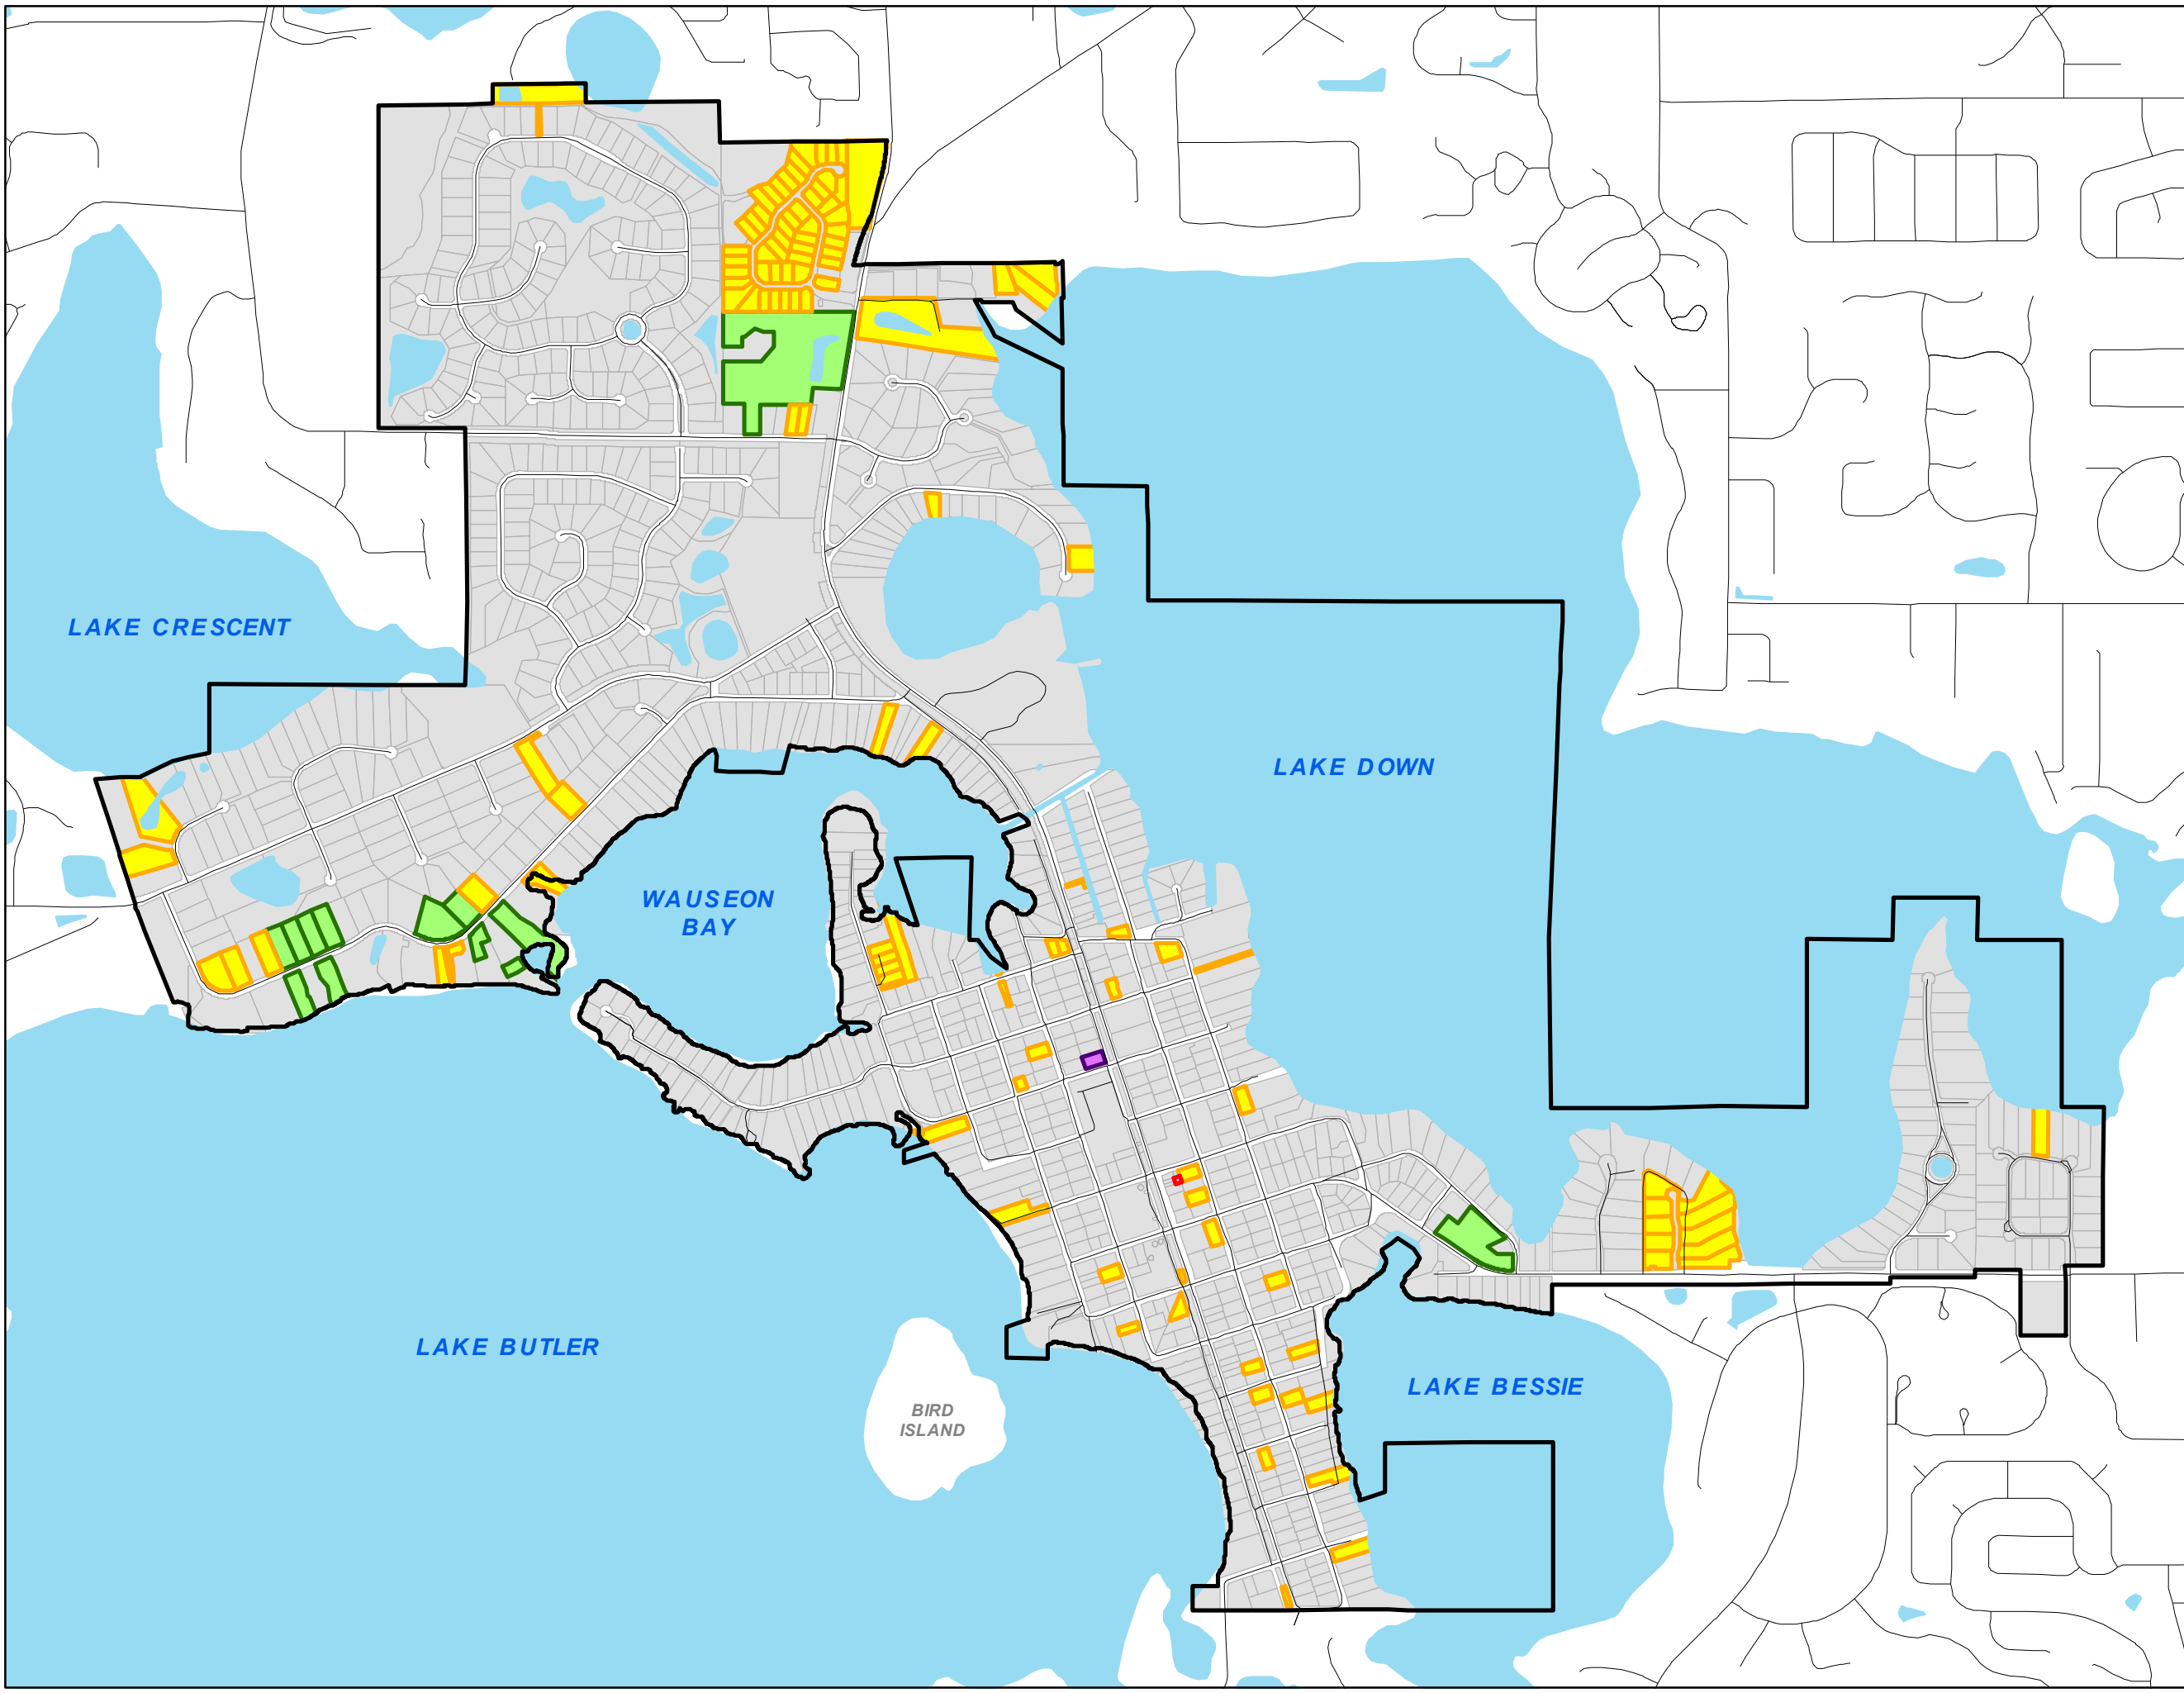 LAKE CRESCENT
LAKE DOWN
WAUSEON
BAY
LAKE BUTLER
BIRD
ISLAND
LAKE BESSIE